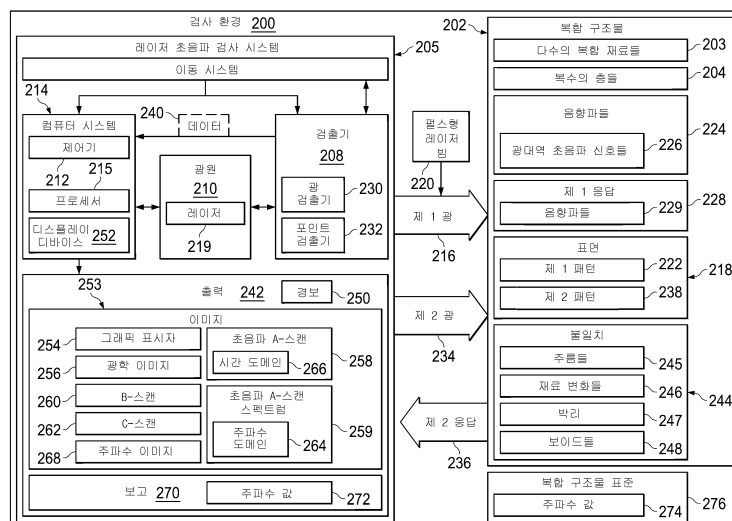 검사 환경 200
레이저 초음파 검사 시스템
205
이동 시스템
214
컴퓨터 시스템
제어기
212
215
프로세서
디스플레이
디바이스 252
240
데이터
광원
210
레이저
219
검출기
208
광
검출기
230
포인트
검출기
232
펄스형
레이저
빔
220
제 1 광
216
제 2 광
234
제 2 응답
236
253
출력 242
경보
250
이미지
254
그래픽 표시자
256
광학 이미지
260
B-스캔
262
C-스캔
268
주파수 이미지
초음파 A-스캔
시간 도메인
266
258
초음파 A-스캔
스펙트럼
주파수
도메인
264
259
보고 270
주파수 값
272
202
복합 구조물
다수의 복합 재료들
203
복수의 층들
204
음향파들
224
광대역 초음파 신호들
226
제 1 응답
228
음향파들
229
표면
218
제 1 패턴
222
제 2 패턴
238
불일치
244
주름들
245
재료 변화들
246
박리
247
보이드들
248
복합 구조물 표준
276
주파수 값
274